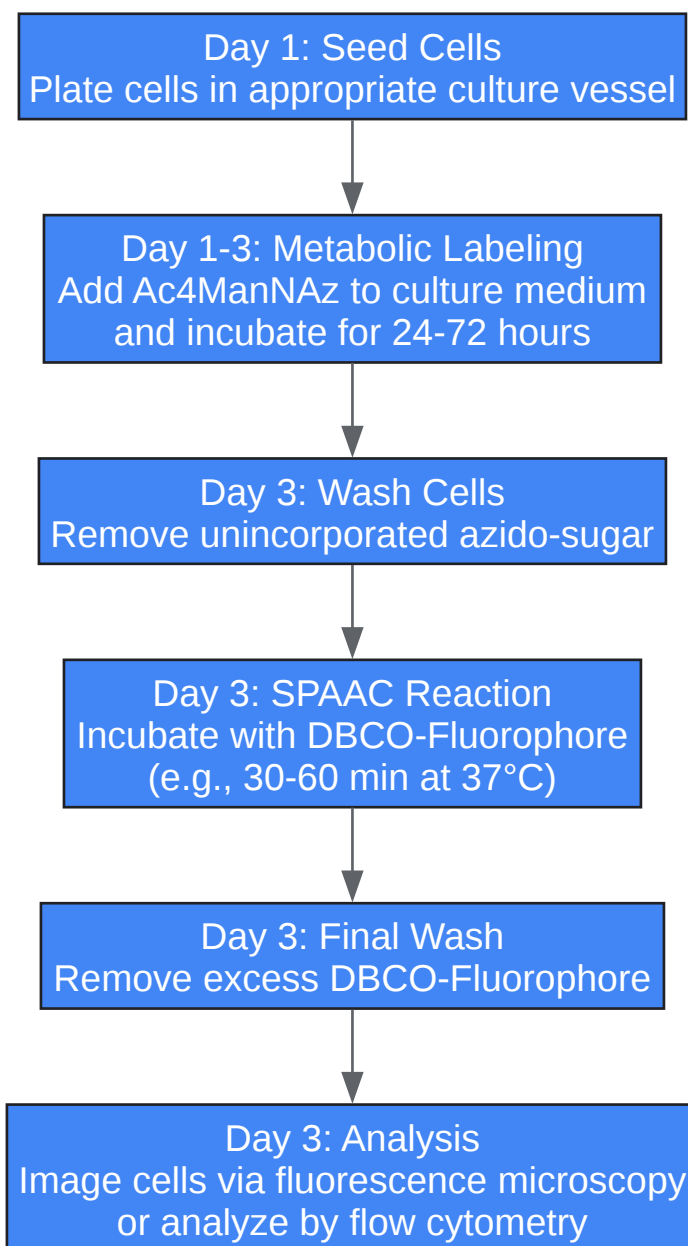 Day 1: Seed Cells
Plate cells in appropriate culture vessel
Day 1-3: Metabolic Labeling
Add Ac4ManNAz to culture medium
and incubate for 24-72 hours
Day 3: Wash Cells
Remove unincorporated azido-sugar
Day 3: SPAAC Reaction
Incubate with DBCO-Fluorophore
(e.g., 30-60 min at 37°C)
Day 3: Final Wash
Remove excess DBCO-Fluorophore
Day 3: Analysis
Image cells via fluorescence microscopy
or analyze by flow cytometry